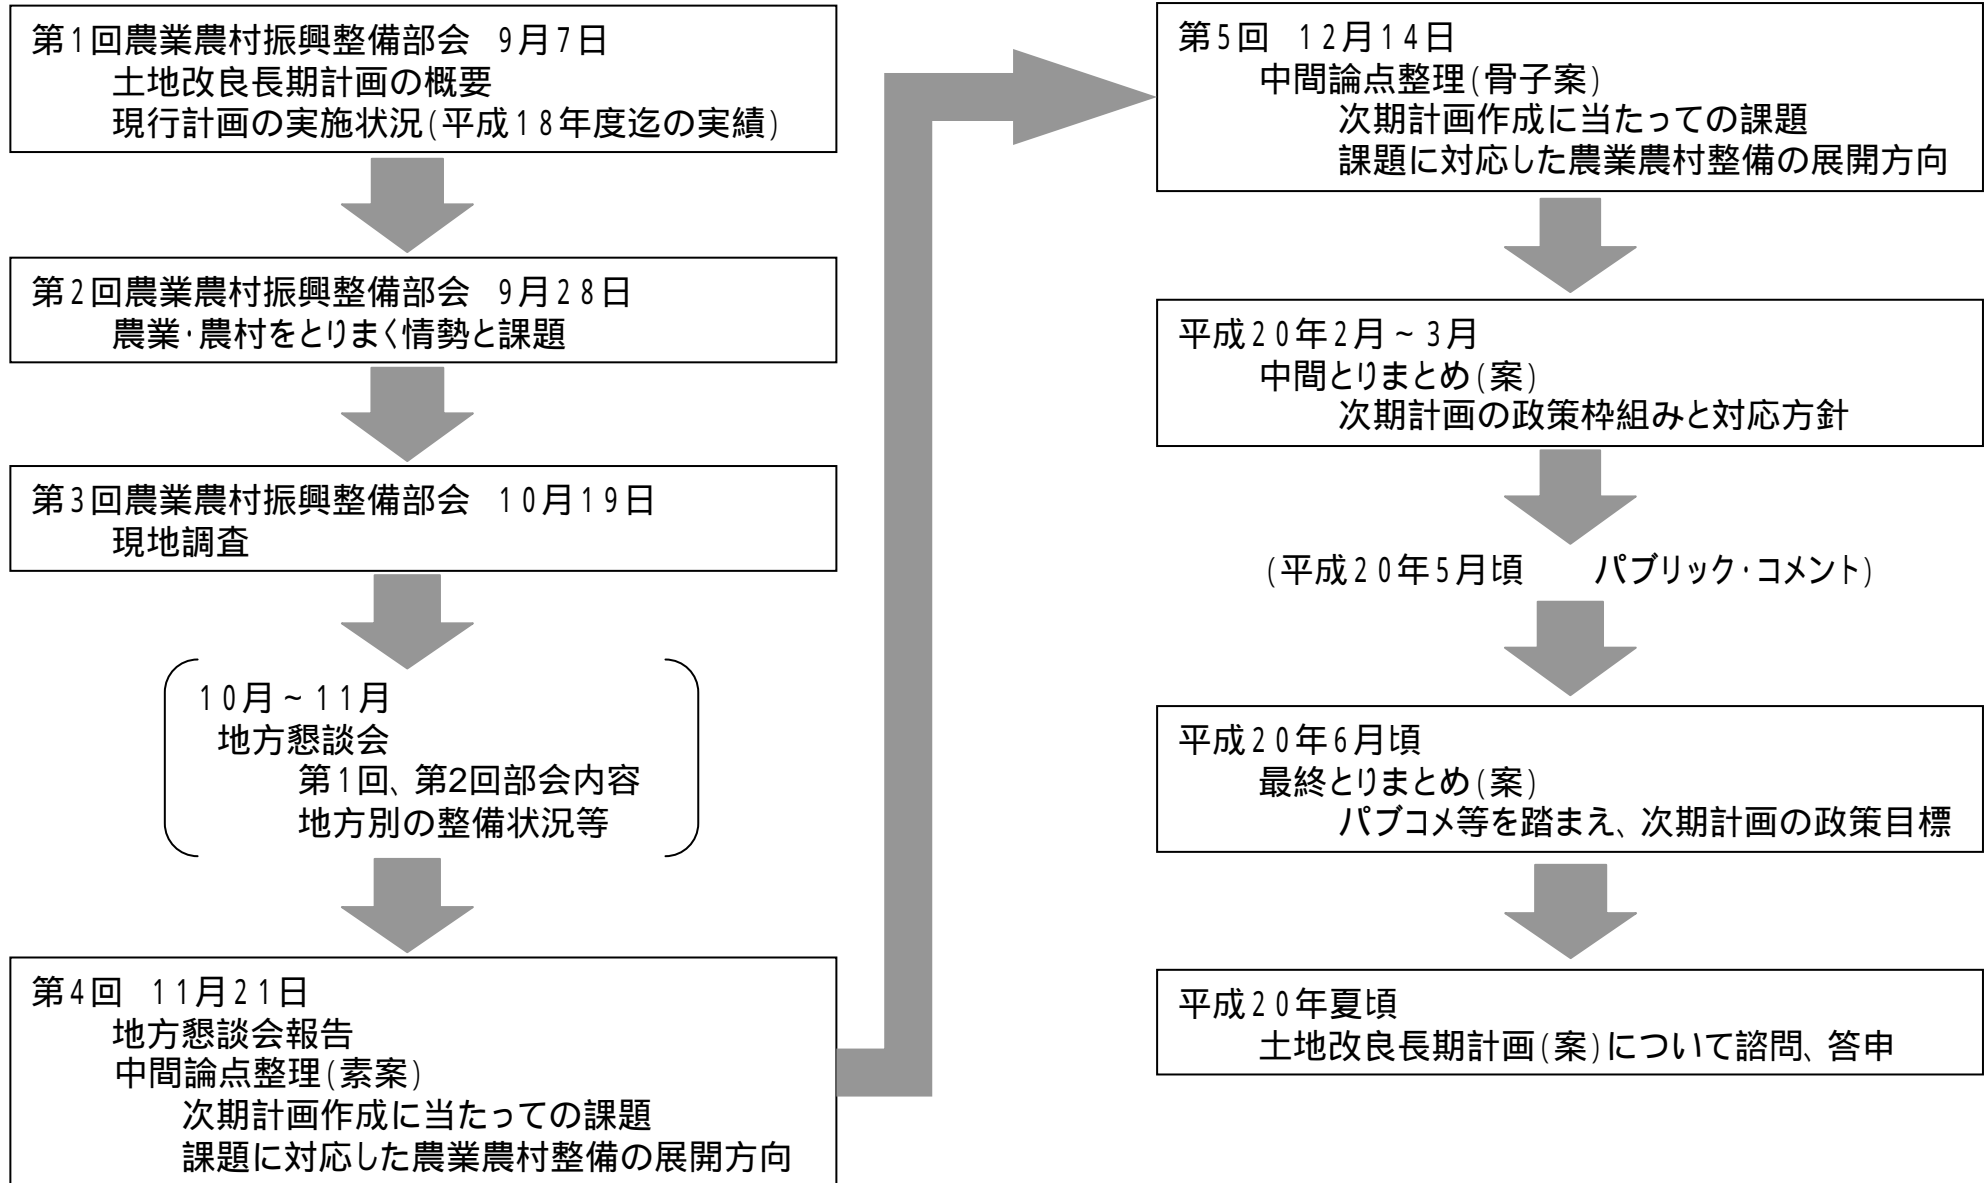 第1回農業農村振興整備部会　9月7日
土地改良長期計画の概要
現行計画の実施状況(平成18年度迄の実績)
第2回農業農村振興整備部会　9月28日
農業・農村をとりまく情勢と課題
第3回農業農村振興整備部会　10月19日
現地調査
10月~11月
地方懇談会
第1回、第2回部会内容
地方別の整備状況等
第4回　11月21日
地方懇談会報告
中間論点整理(素案)
次期計画作成に当たっての課題
課題に対応した農業農村整備の展開方向
第5回　12月14日
中間論点整理(骨子案)
次期計画作成に当たっての課題
課題に対応した農業農村整備の展開方向
平成20年2月~3月
中間とりまとめ(案)
次期計画の政策枠組みと対応方針
(平成20年5月頃　　パブリック・コメント)
平成20年6月頃
最終とりまとめ(案)
パブコメ等を踏まえ、次期計画の政策目標
平成20年夏頃
土地改良長期計画(案)について諮問、答申